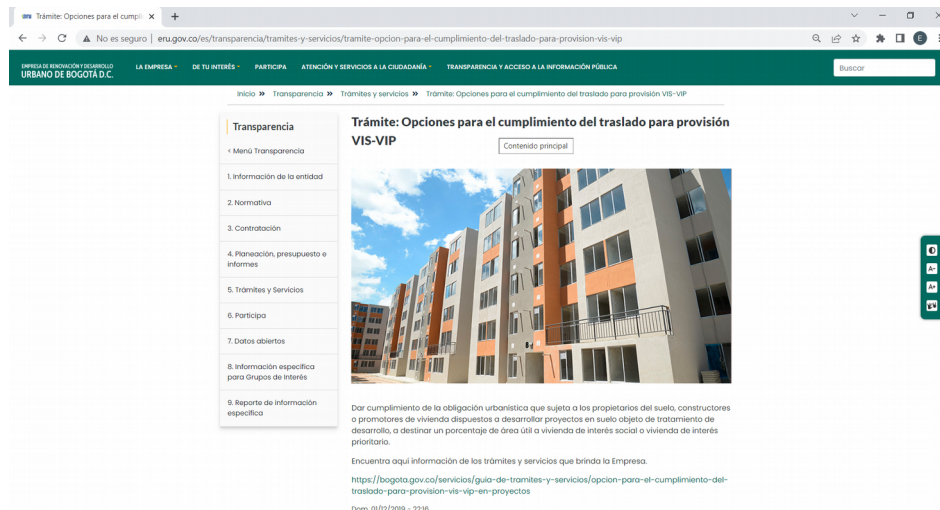 Trámite: Opciones para el cumpli
No es seguro | eru.gov.co/es/transparencia/tramites-y-servicios/tramite-opcion-para-el-cumplimiento-del-traslado-para-provision-vis-vip
EMPRESA DE RENOVACIÓN Y DESARROLLO
URBANO DE BOGOTÁ D.C.
LA EMPRESA
DE TU INTERÉS
PARTICIPA
ATENCIÓN Y SERVICIOS A LA CIUDADANÍA
TRANSPARENCIA Y ACCESO A LA INFORMACIÓN PÚBLICA
Buscar
Inicio » Transparencia » Trámites y servicios » Trámite: Opciones para el cumplimiento del traslado para provisión VIS-VIP
Transparencia
‹ Menú Transparencia
1. Información de la entidad
2. Normativa
3. Contratación
4. Planeación, presupuesto e
informes
5. Trámites y Servicios
6. Participa
7. Datos abiertos
8. Información específica
para Grupos de Interés
9. Reporte de información
específica
Trámite: Opciones para el cumplimiento del traslado para provisión
VIS-VIP
Contenido principal
Dar cumplimiento de la obligación urbanística que sujeta a los propietarios del suelo, constructores
o promotores de vivienda dispuestos a desarrollar proyectos en suelo objeto de tratamiento de
desarrollo, a destinar un porcentaje de área útil a vivienda de interés social o vivienda de interés
prioritario.
Encuentra aquí información de los trámites y servicios que brinda la Empresa.
https://bogota.gov.co/servicios/guia-de-tramites-y-servicios/opcion-para-el-cumplimiento-del-
traslado-para-provision-vis-vip-en-proyectos
Dom, 01/12/2019 - 22:16
A-
A+
E